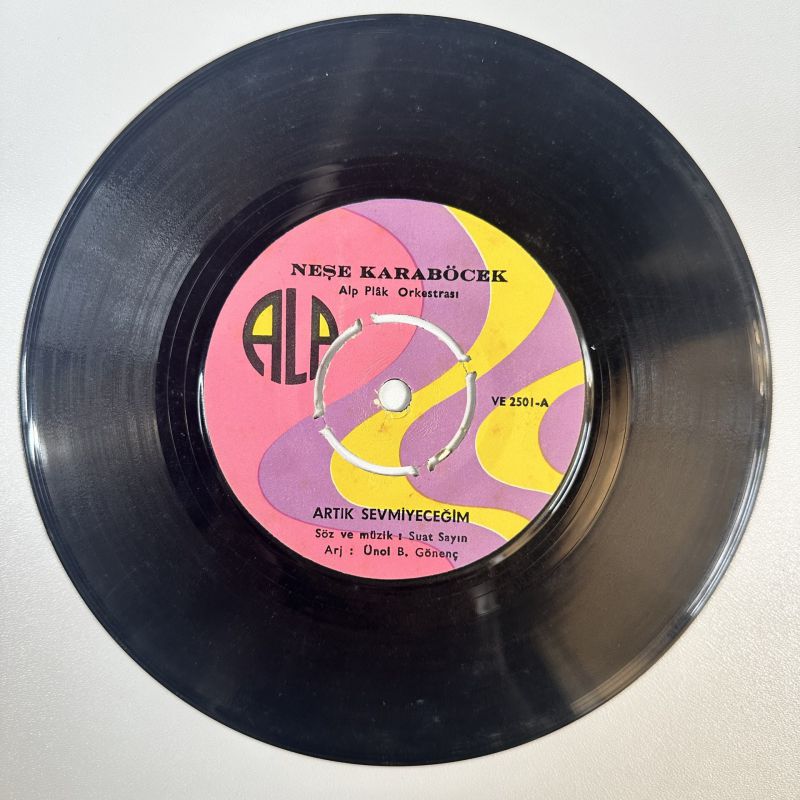 NEŞE KARABÖCEK
Alp Plâk Orkestrası
ALP
VE 2501-A
ARTIK SEVMİYECEĞİM
Söz ve müzik : Suat Sayın
Arj : Ünol B. Gönenç